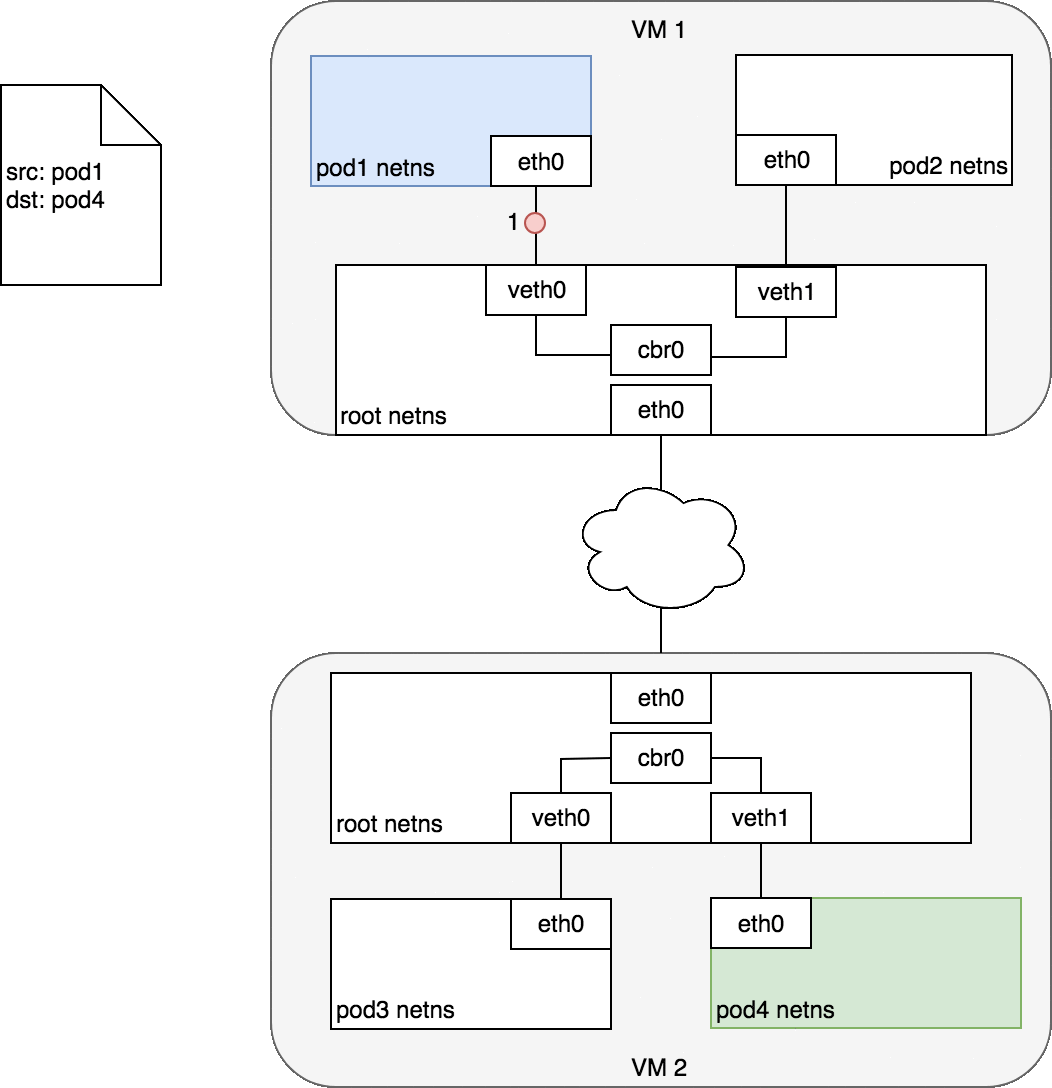 VM 1
src: pod1
dst: pod4
eth0
pod1 netns
eth0
pod2 netns
1
veth0
veth1
cbr0
eth0
root netns
eth0
cbr0
veth0
veth1
root netns
eth0
pod3 netns
eth0
pod4 netns
VM 2